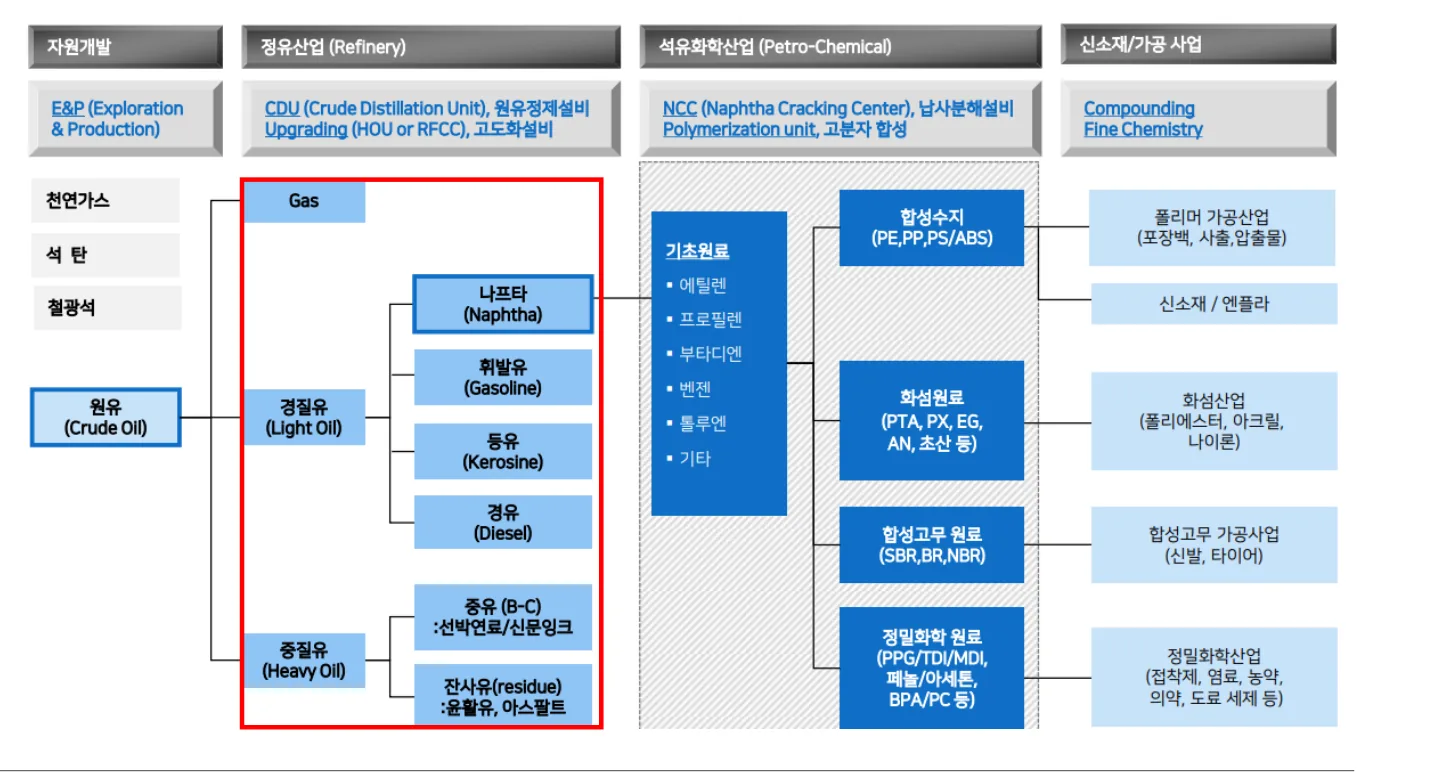 자원개발
정유산업 (Refinery)
석유화학산업 (Petro-Chemical)
신소재/가공 사업
E&P (Exploration
& Production)
CDU (Crude Distillation Unit), 원유정제설비
Upgrading (HOU or RFCC), 고도화설비
NCC (Naphtha Cracking Center), 납사분해설비
Polymerization unit, 고분자 합성
Compounding
Fine Chemistry
천연가스
석 탄
철광석
원유
(Crude Oil)
Gas
경질유
(Light Oil)
중질유
(Heavy Oil)
나프타
(Naphtha)
휘발유
(Gasoline)
등유
(Kerosine)
경유
(Diesel)
중유 (B-C)
:선박연료/신문잉크
잔사유(residue)
:윤활유, 아스팔트
기초원료
▪ 에틸렌
▪ 프로필렌
▪ 부타디엔
▪ 벤젠
▪ 톨루엔
▪ 기타
합성수지
(PE,PP,PS/ABS)
화섬원료
(PTA, PX, EG,
AN, 초산 등)
합성고무 원료
(SBR,BR,NBR)
정밀화학 원료
(PPG/TDI/MDI,
페놀/아세톤,
BPA/PC 등)
폴리머 가공산업
(포장백, 사출,압출물)
신소재 / 엔플라
화섬산업
(폴리에스터, 아크릴,
나이론)
합성고무 가공사업
(신발, 타이어)
정밀화학산업
(접착제, 염료, 농약,
의약, 도료 세제 등)